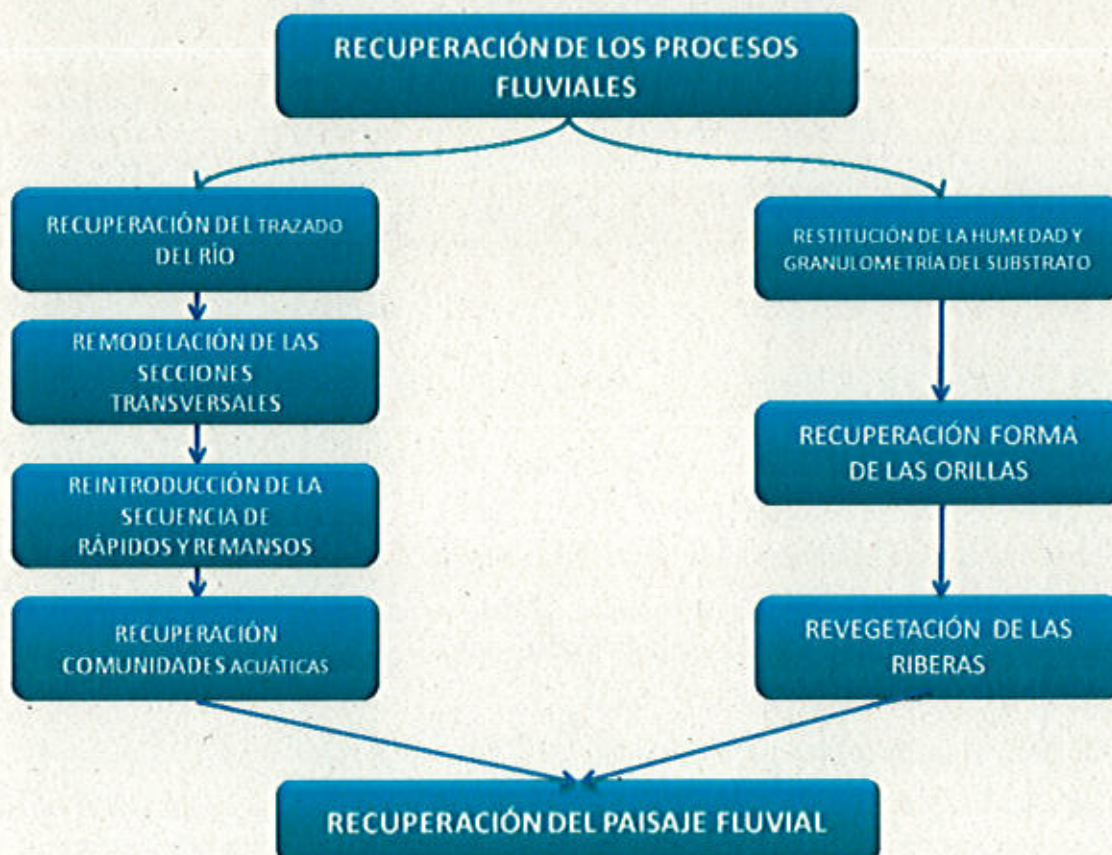 RECUPERACIÓN DE LOS PROCESOS
FLUVIALES
RECUPERACIÓN DEL TRAZADO
DEL RÍO
REMODELACIÓN DE LAS
SECCIONES
TRANSVERSALES
REINTRODUCCIÓN DE LA
SECUENCIA DE
RÁPIDOS Y REMANSOS
RECUPERACIÓN
COMUNIDADES ACUÁTICAS
RESTITUCIÓN DE LA HUMEDAD Y
GRANULOMETRÍA DEL SUBSTRATO
RECUPERACIÓN FORMA
DE LAS ORILLAS
REVEGETACIÓN DE LAS
RIBERAS
RECUPERACIÓN DEL PAISAJE FLUVIAL